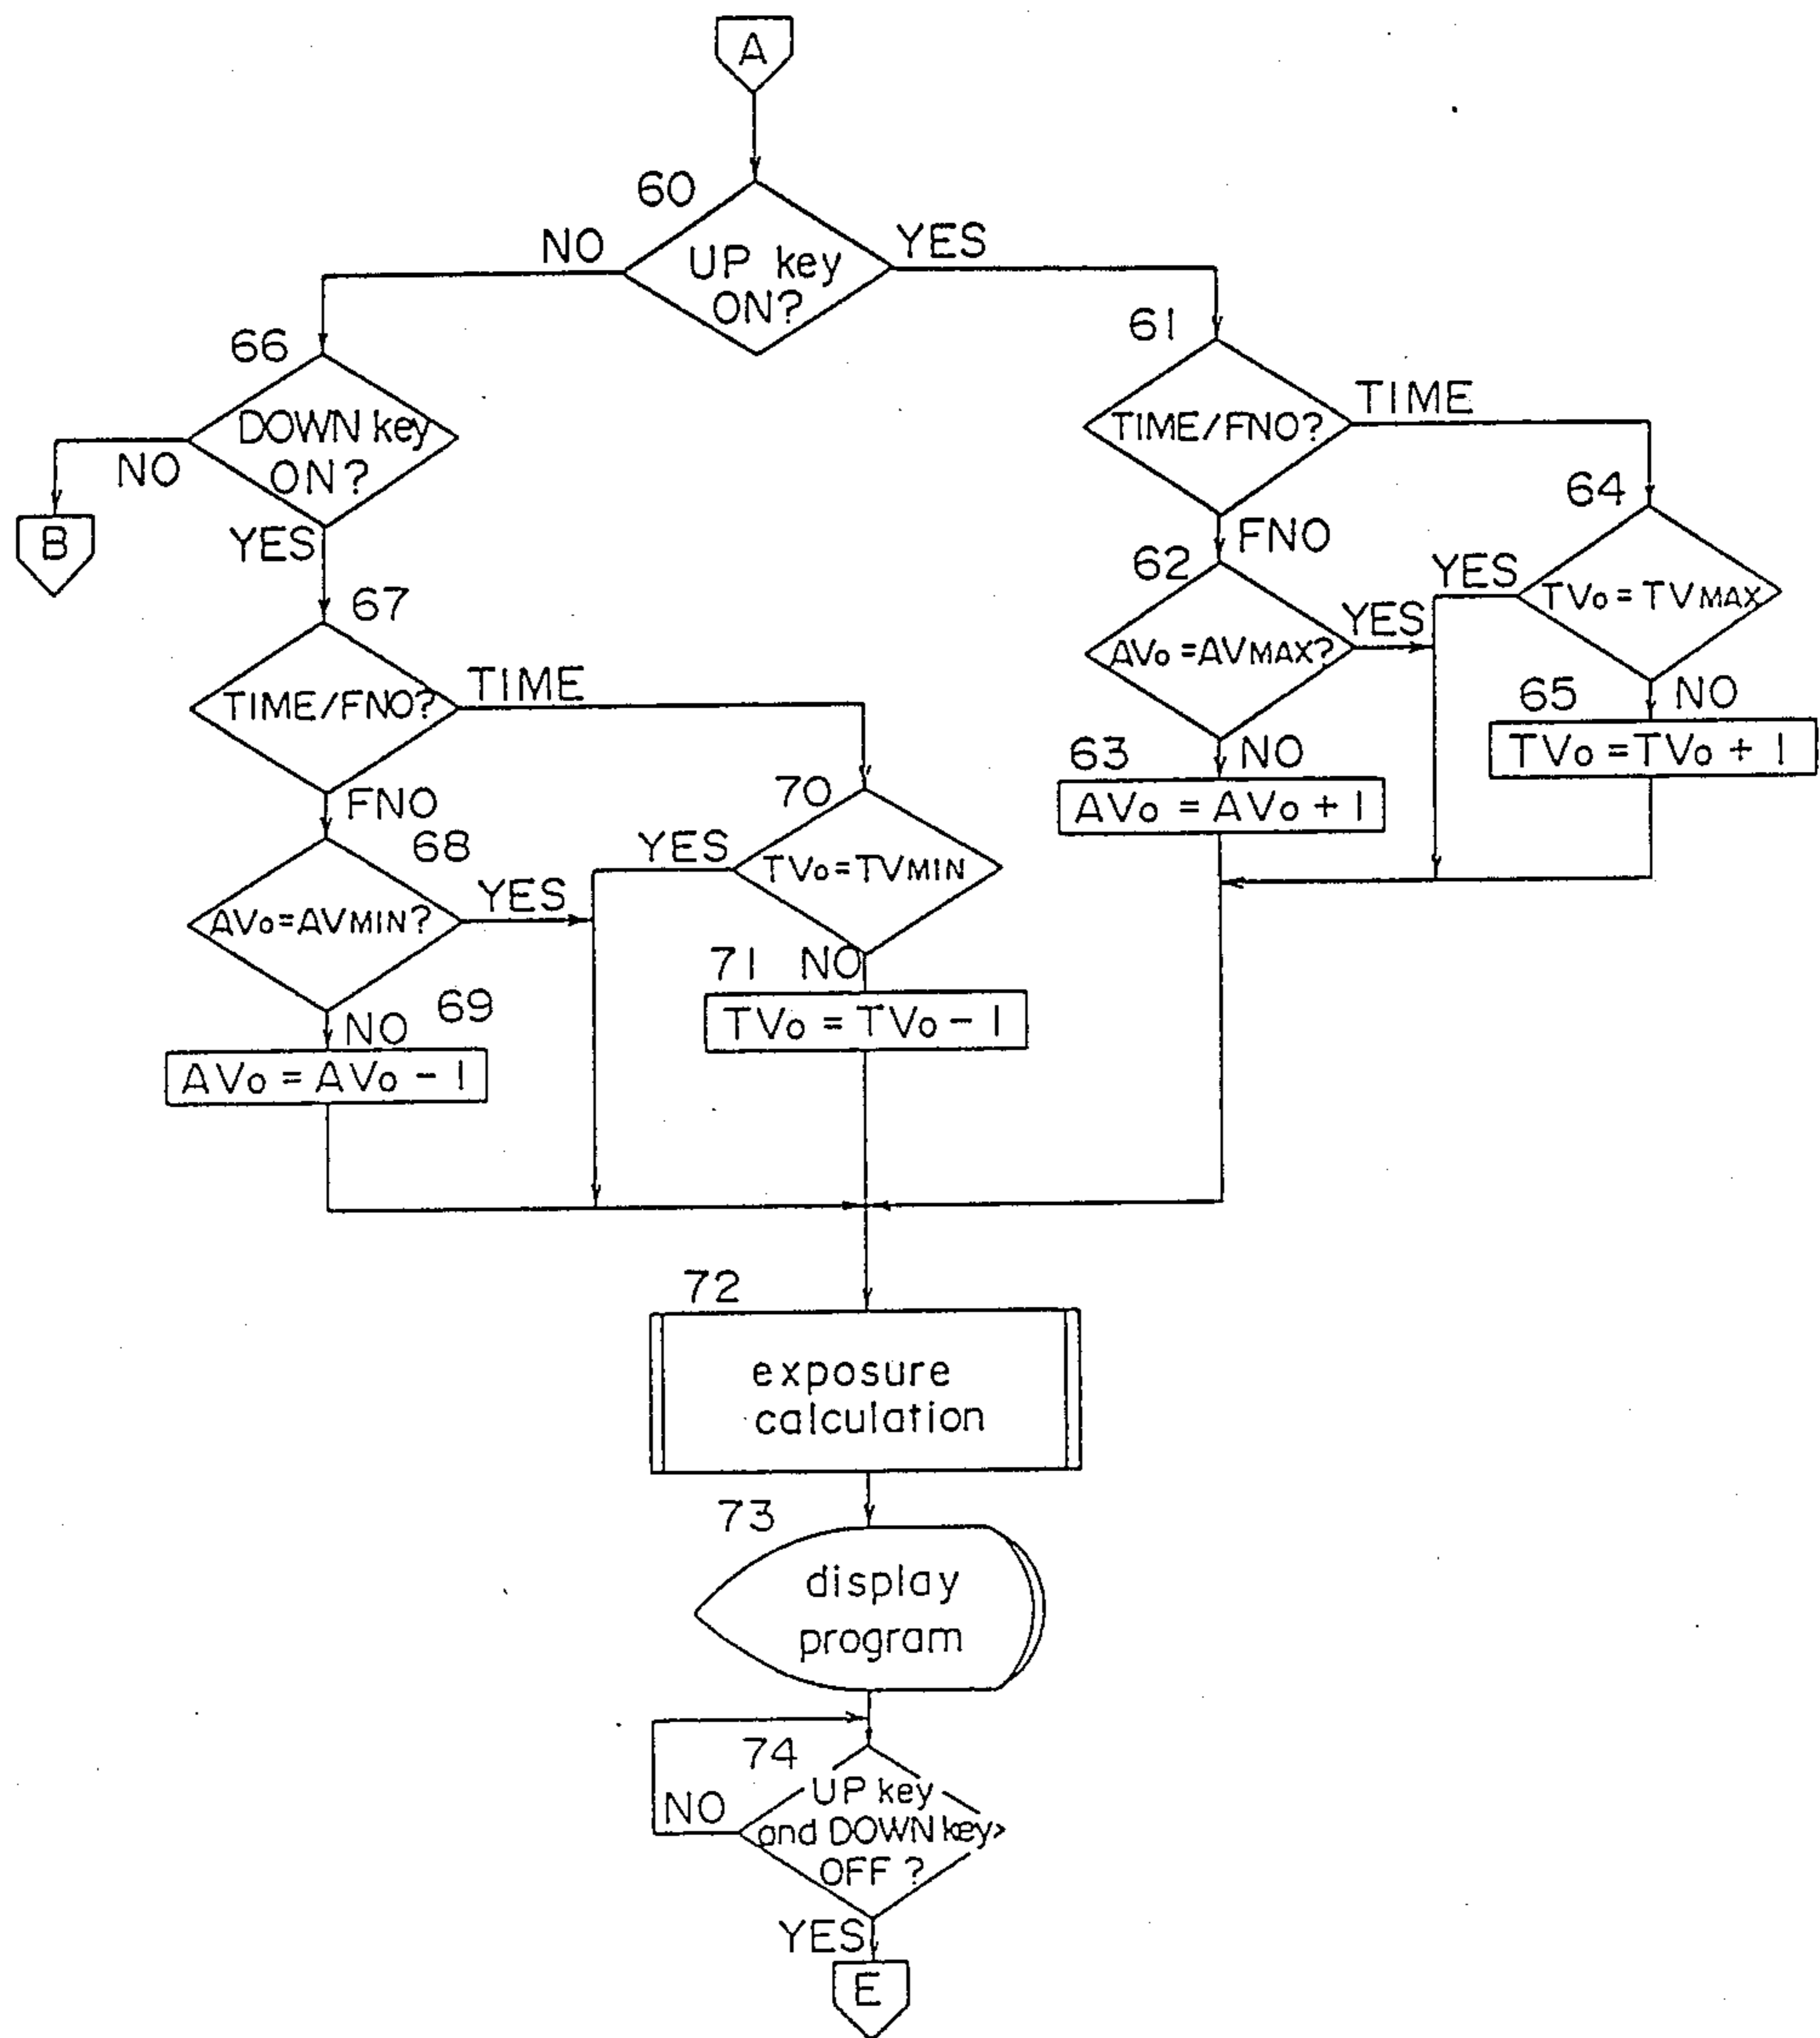 A
60
NO
YES
UP key
ON?
66
61
DOWN key
ON?
NO
TIME/FNO?
TIME
64
B
YES
FNO
62
YES
TVo = TVMAX
67
AVo = AVMAX?
YES
TIME/FNO?
TIME
65
NO
TVo = TVo + 1
63
NO
AVo = AVo + 1
FNO
70
68
YES
TVo = TVMIN
AVo = AVMIN?
YES
71
NO
TVo = TVo - 1
69
NO
AVo = AVo - 1
72
exposure
calculation
73
display
program
74
NO
UP key
and DOWN key
OFF ?
YES
E